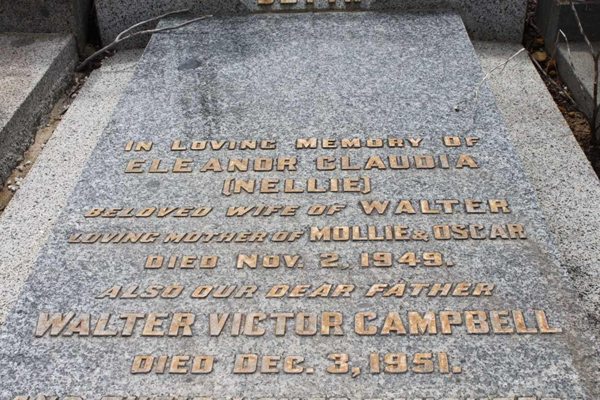 IN LOVING MEMORY OF
ELEANOR CLAUDIA
(NELLIE)
BELOVED WIFE OF WALTER
LOVING MOTHER OF MOLLIE & OSCAR
DIED NOV. 2, 1949.
ALSO OUR DEAR FATHER
WALTER VICTOR CAMPBELL
DIED DEC. 3, 1951.